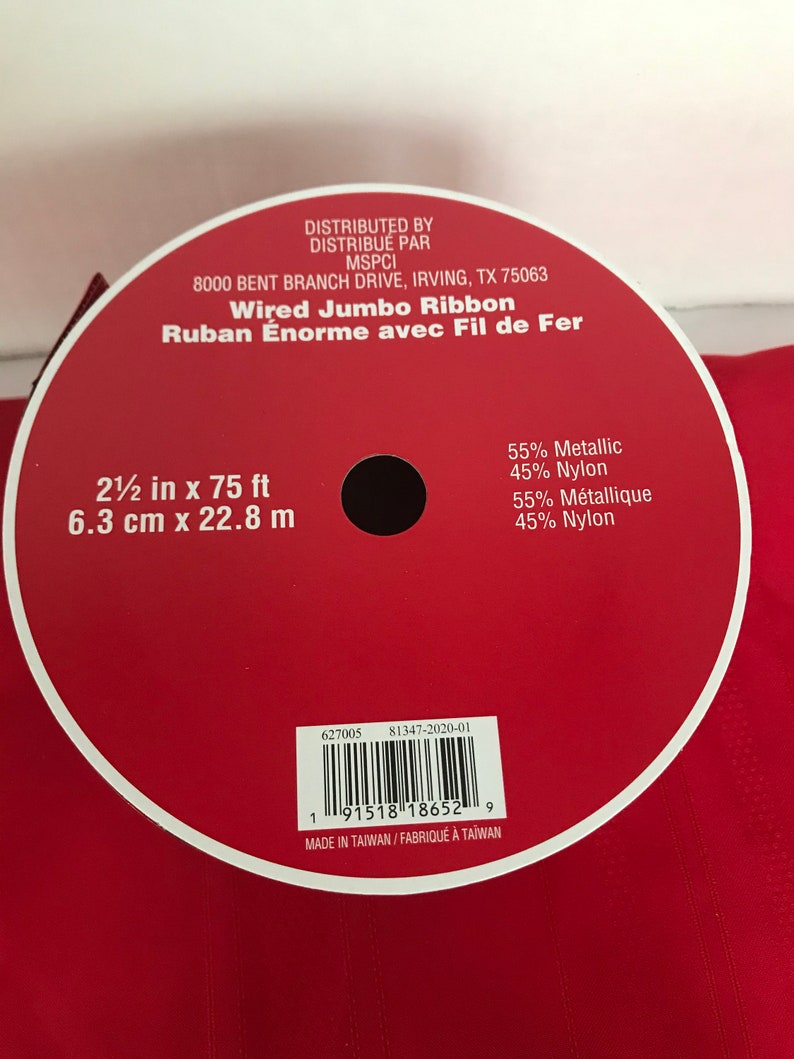 DISTRIBUTED BY
DISTRIBUÉ PAR
MSPCI
8000 BENT BRANCH DRIVE, IRVING, TX 75063
Wired Jumbo Ribbon
Ruban Énorme avec Fil de Fer
2½ in x 75 ft
6.3 cm x 22.8 m
55% Metallic
45% Nylon
55% Métallique
45% Nylon
627005 81347-2020-01
1 91518 18652 9
MADE IN TAIWAN / FABRIQUÉ À TAÏWAN